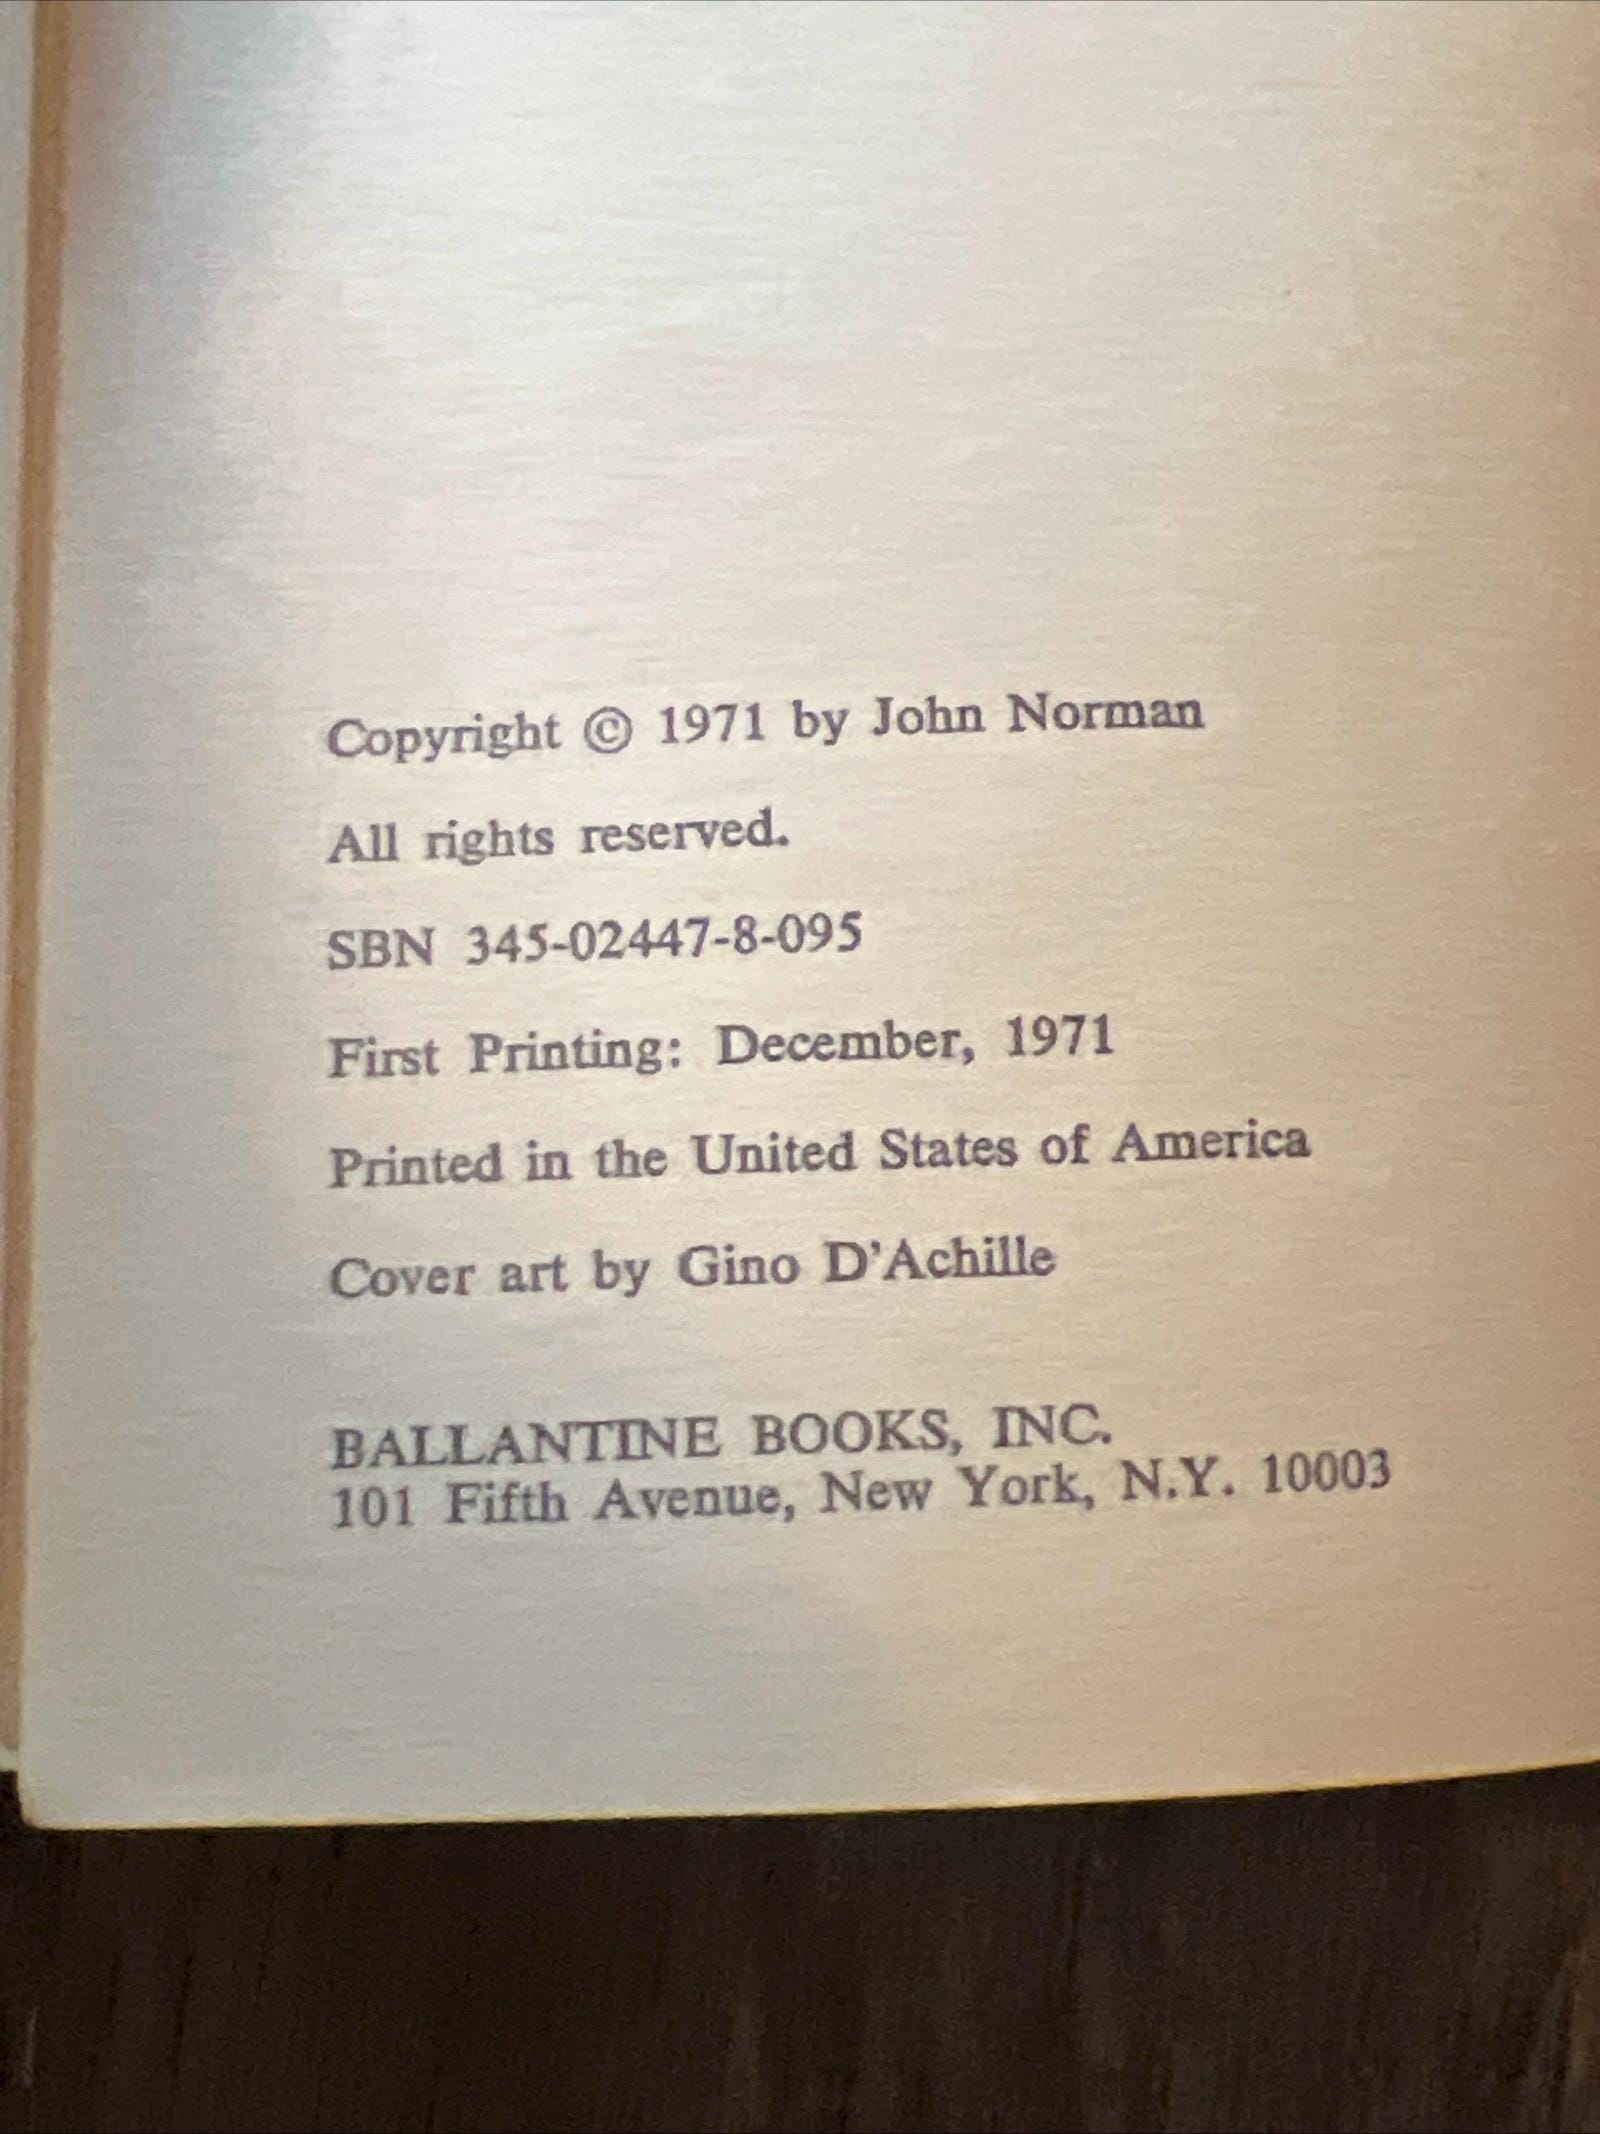 Copyright © 1971 by John Norman
All rights reserved.
SBN 345-02447-8-095
First Printing: December, 1971
Printed in the United States of America
Cover art by Gino D'Achille
BALLANTINE BOOKS, INC.
101 Fifth Avenue, New York, N.Y. 10003